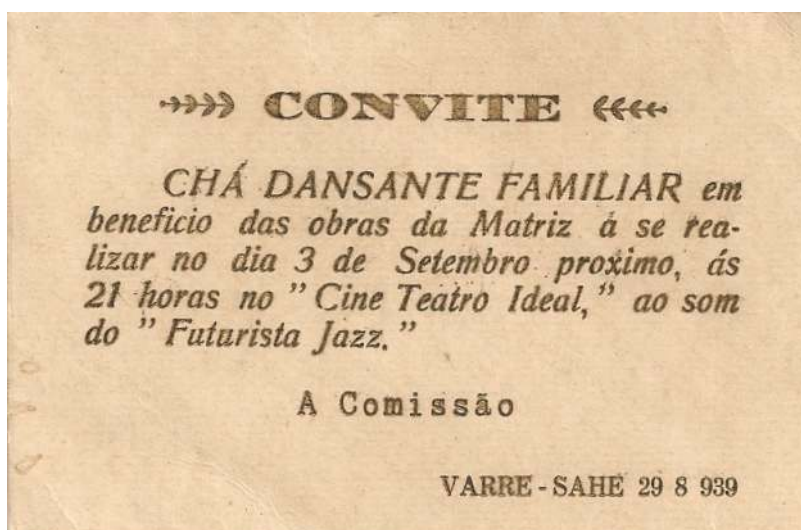 CONVITE
CHÁ DANSANTE FAMILIAR em
beneficio das obras da Matriz á se rea-
lizar no dia 3 de Setembro proximo, ás
21 horas no " Cine Teatro Ideal, " ao som
do " Futurista Jazz. "
A Comissão
VARRE - SAHE 29 8 939